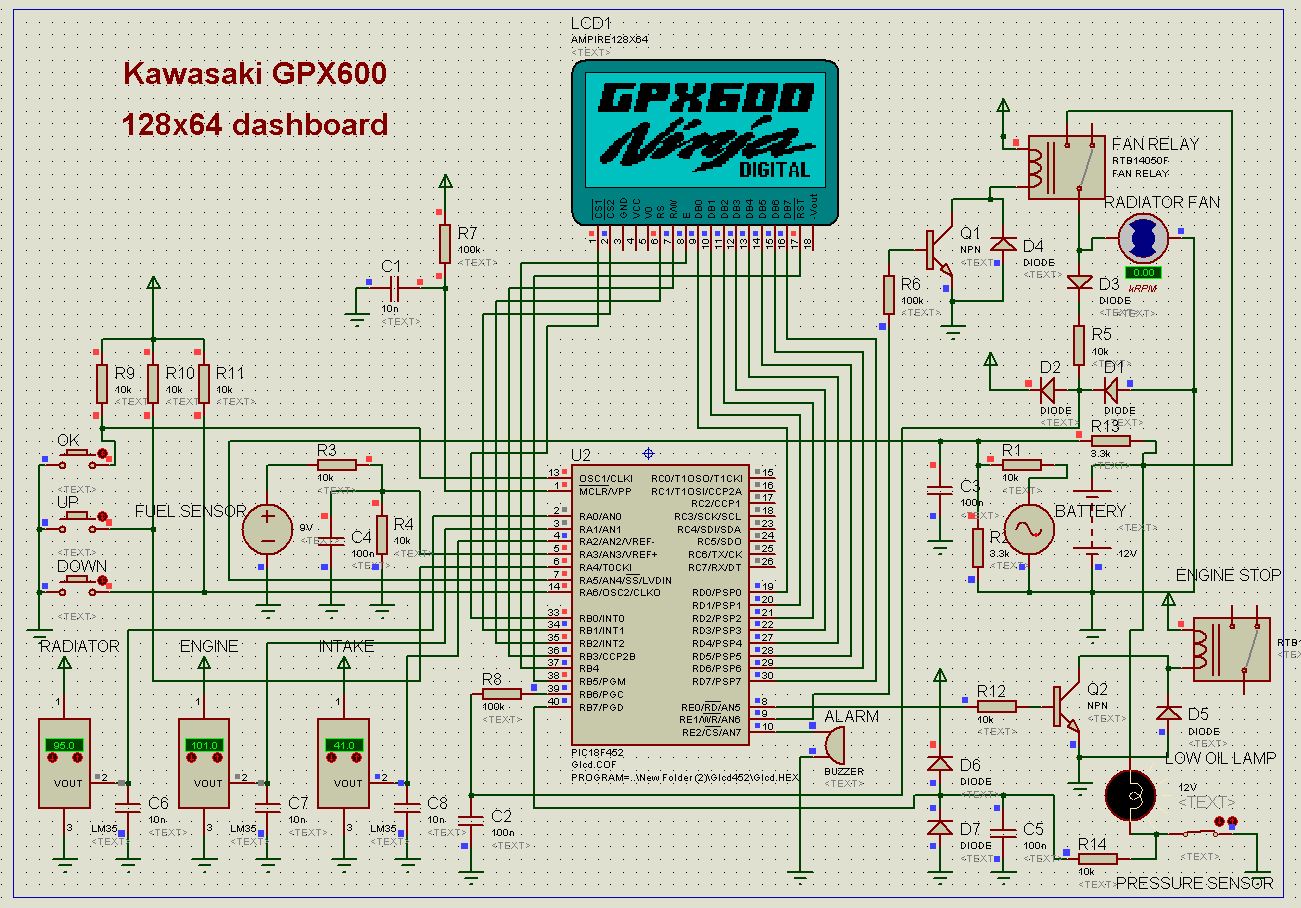 LCD1
AMPIRE128X64
<TEXT>
Kawasaki GPX600
128x64 dashboard
GPX600
Ninja
DIGITAL
CS1
CS2
GND
VCC
V0
RS
R/W
E
DB0
DB1
DB2
DB3
DB4
DB5
DB6
DB7
RST
-Vout
1
2
3
4
5
6
7
8
9
10
11
12
13
14
15
16
17
18
FAN RELAY
RTB14050F
FAN RELAY
RADIATOR FAN
0.00
kRPM
Q1
NPN
<TEXT>
D4
DIODE
<TEXT>
D3
DIODE
<TEXT>
R7
100k
<TEXT>
C1
10n
<TEXT>
R6
100k
<TEXT>
R5
10k
<TEXT>
D2
DIODE
<TEXT>
D1
DIODE
<TEXT>
R9
10k
<TEXT>
R10
10k
<TEXT>
R11
10k
<TEXT>
OK
<TEXT>
UP
<TEXT>
DOWN
<TEXT>
FUEL SENSOR
9V
<TEXT>
R3
10k
<TEXT>
C4
100n
<TEXT>
R4
10k
<TEXT>
R13
3.3k
<TEXT>
R1
10k
<TEXT>
C3
100n
<TEXT>
R2
3.3k
<TEXT>
BATTERY
<TEXT>
12V
U2
13 OSC1/CLKI
1 MCLR/VPP
2 RA0/AN0
3 RA1/AN1
4 RA2/AN2/VREF-
5 RA3/AN3/VREF+
6 RA4/TOCKI
7 RA5/AN4/SS/LVDIN
14 RA6/OSC2/CLKO
33 RB0/INT0
34 RB1/INT1
35 RB2/INT2
36 RB3/CCP2B
37 RB4
38 RB5/PGM
39 RB6/PGC
40 RB7/PGD
RC0/T1OSO/T1CKI 15
RC1/T1OSI/CCP2A 16
RC2/CCP1 17
RC3/SCK/SCL 18
RC4/SDI/SDA 23
RC5/SDO 24
RC6/TX/CK 25
RC7/RX/DT 26
RD0/PSP0 19
RD1/PSP1 20
RD2/PSP2 21
RD3/PSP3 22
RD4/PSP4 27
RD5/PSP5 28
RD6/PSP6 29
RD7/PSP7 30
RE0/RD/AN5 8
RE1/WR/AN6 9
RE2/CS/AN7 10
PIC18F452
Glcd.COF
PROGRAM=..\New Folder (2)\Glcd452\Glcd.HEX
RADIATOR
1
95.0
VOUT
2
3
LM35
<TEXT>
C6
10n
<TEXT>
ENGINE
1
101.0
VOUT
2
3
LM35
<TEXT>
C7
10n
<TEXT>
INTAKE
1
41.0
VOUT
2
3
LM35
<TEXT>
C8
10n
<TEXT>
R8
100k
<TEXT>
C2
100n
<TEXT>
ALARM
BUZZER
<TEXT>
ENGINE STOP
R12
10k
<TEXT>
Q2
NPN
<TEXT>
D5
DIODE
<TEXT>
D6
DIODE
<TEXT>
D7
DIODE
<TEXT>
C5
100n
<TEXT>
LOW OIL LAMP
12V
<TEXT>
R14
10k
<TEXT>
<TEXT>
PRESSURE SENSOR